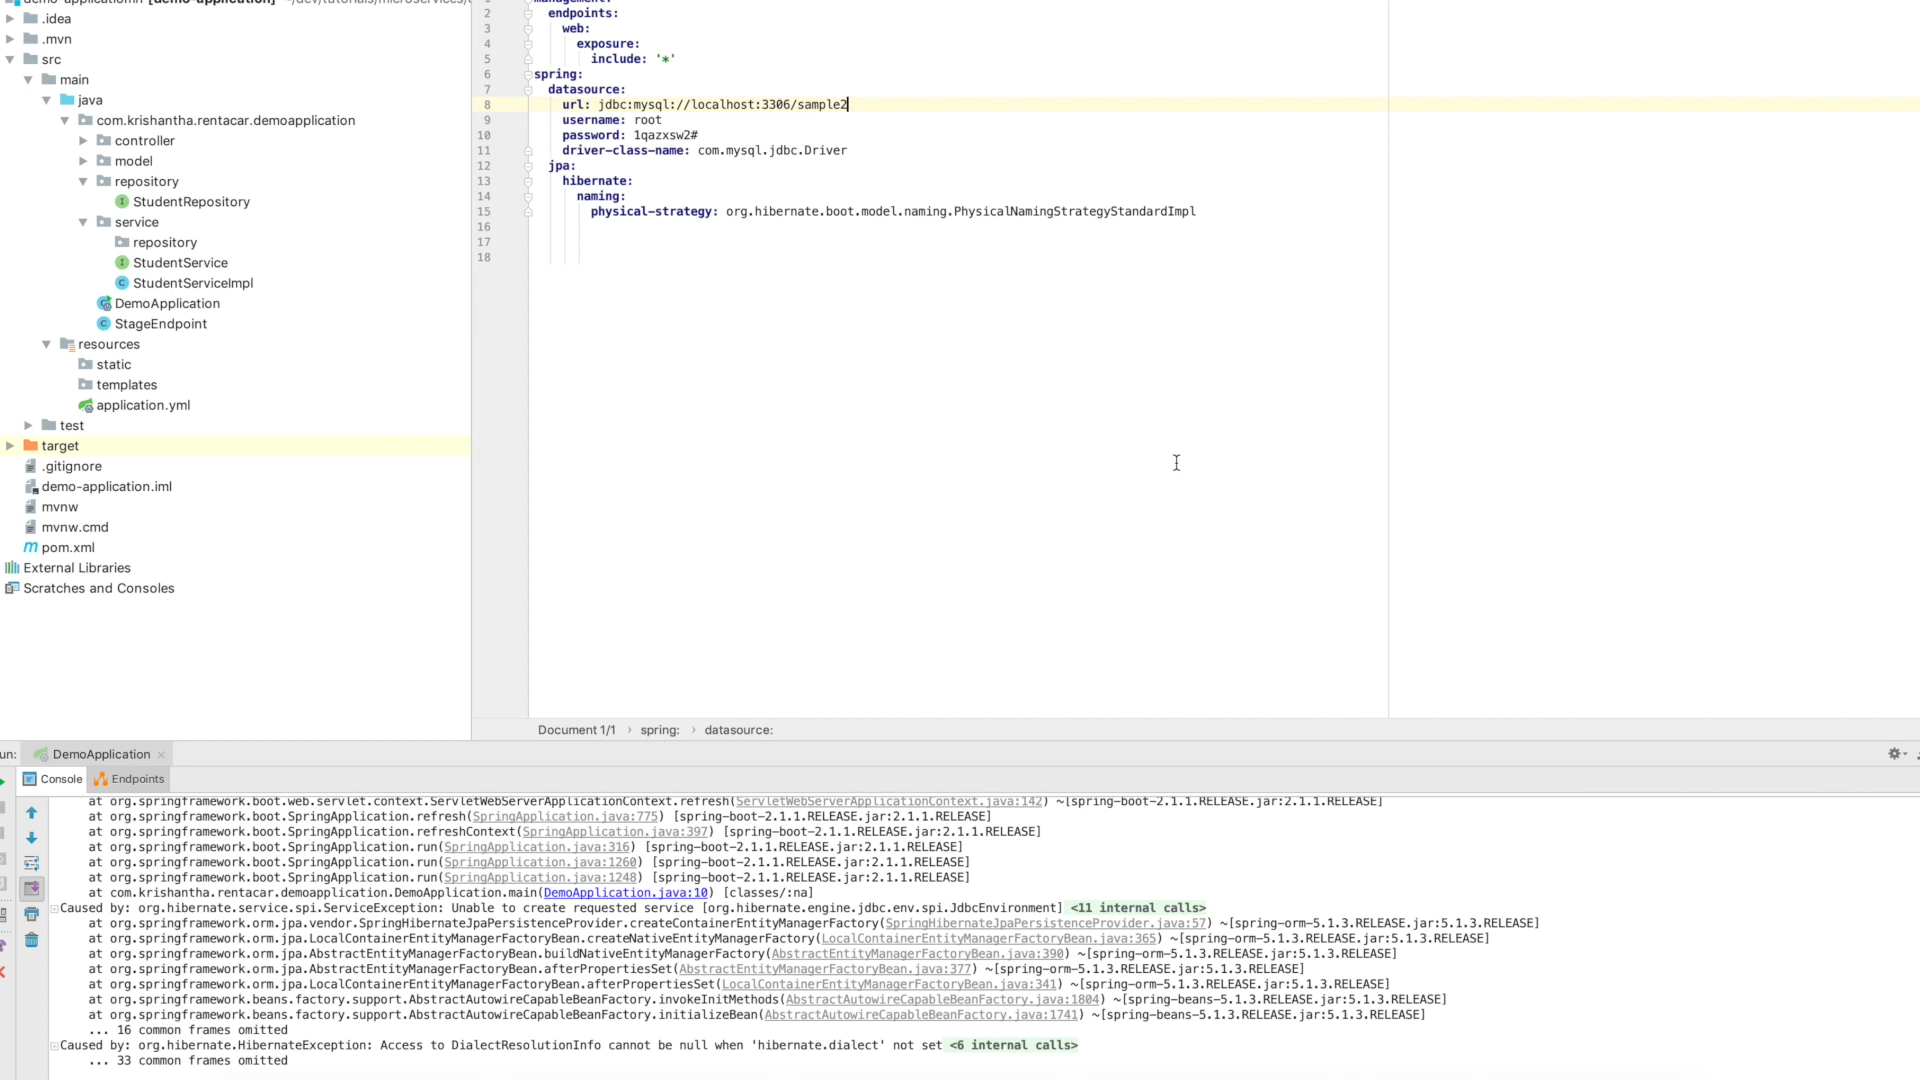 demo-application [demo-application] ~/dev/tutorials/microservices/
.idea
.mvn
src
main
java
com.krishantha.rentacar.demoapplication
controller
model
repository
StudentRepository
service
repository
StudentService
StudentServiceImpl
DemoApplication
StageEndpoint
resources
static
templates
application.yml
test
target
.gitignore
demo-application.iml
mvnw
mvnw.cmd
pom.xml
External Libraries
Scratches and Consoles
1 management:
2 endpoints:
3 web:
4 exposure:
5 include: '*'
6 spring:
7 datasource:
8 url: jdbc:mysql://localhost:3306/sample2
9 username: root
10 password: 1qazxsw2#
11 driver-class-name: com.mysql.jdbc.Driver
12 jpa:
13 hibernate:
14 naming:
15 physical-strategy: org.hibernate.boot.model.naming.PhysicalNamingStrategyStandardImpl
16
17
18
Document 1/1 › spring: › datasource:
un: DemoApplication
Console Endpoints
at org.springframework.boot.web.servlet.context.ServletWebServerApplicationContext.refresh(ServletWebServerApplicationContext.java:142) ~[spring-boot-2.1.1.RELEASE.jar:2.1.1.RELEASE]
at org.springframework.boot.SpringApplication.refresh(SpringApplication.java:775) [spring-boot-2.1.1.RELEASE.jar:2.1.1.RELEASE]
at org.springframework.boot.SpringApplication.refreshContext(SpringApplication.java:397) [spring-boot-2.1.1.RELEASE.jar:2.1.1.RELEASE]
at org.springframework.boot.SpringApplication.run(SpringApplication.java:316) [spring-boot-2.1.1.RELEASE.jar:2.1.1.RELEASE]
at org.springframework.boot.SpringApplication.run(SpringApplication.java:1260) [spring-boot-2.1.1.RELEASE.jar:2.1.1.RELEASE]
at org.springframework.boot.SpringApplication.run(SpringApplication.java:1248) [spring-boot-2.1.1.RELEASE.jar:2.1.1.RELEASE]
at com.krishantha.rentacar.demoapplication.DemoApplication.main(DemoApplication.java:10) [classes/:na]
Caused by: org.hibernate.service.spi.ServiceException: Unable to create requested service [org.hibernate.engine.jdbc.env.spi.JdbcEnvironment] <11 internal calls>
at org.springframework.orm.jpa.vendor.SpringHibernateJpaPersistenceProvider.createContainerEntityManagerFactory(SpringHibernateJpaPersistenceProvider.java:57) ~[spring-orm-5.1.3.RELEASE.jar:5.1.3.RELEASE]
at org.springframework.orm.jpa.LocalContainerEntityManagerFactoryBean.createNativeEntityManagerFactory(LocalContainerEntityManagerFactoryBean.java:365) ~[spring-orm-5.1.3.RELEASE.jar:5.1.3.RELEASE]
at org.springframework.orm.jpa.AbstractEntityManagerFactoryBean.buildNativeEntityManagerFactory(AbstractEntityManagerFactoryBean.java:390) ~[spring-orm-5.1.3.RELEASE.jar:5.1.3.RELEASE]
at org.springframework.orm.jpa.AbstractEntityManagerFactoryBean.afterPropertiesSet(AbstractEntityManagerFactoryBean.java:377) ~[spring-orm-5.1.3.RELEASE.jar:5.1.3.RELEASE]
at org.springframework.orm.jpa.LocalContainerEntityManagerFactoryBean.afterPropertiesSet(LocalContainerEntityManagerFactoryBean.java:341) ~[spring-orm-5.1.3.RELEASE.jar:5.1.3.RELEASE]
at org.springframework.beans.factory.support.AbstractAutowireCapableBeanFactory.invokeInitMethods(AbstractAutowireCapableBeanFactory.java:1804) ~[spring-beans-5.1.3.RELEASE.jar:5.1.3.RELEASE]
at org.springframework.beans.factory.support.AbstractAutowireCapableBeanFactory.initializeBean(AbstractAutowireCapableBeanFactory.java:1741) ~[spring-beans-5.1.3.RELEASE.jar:5.1.3.RELEASE]
... 16 common frames omitted
Caused by: org.hibernate.HibernateException: Access to DialectResolutionInfo cannot be null when 'hibernate.dialect' not set <6 internal calls>
... 33 common frames omitted